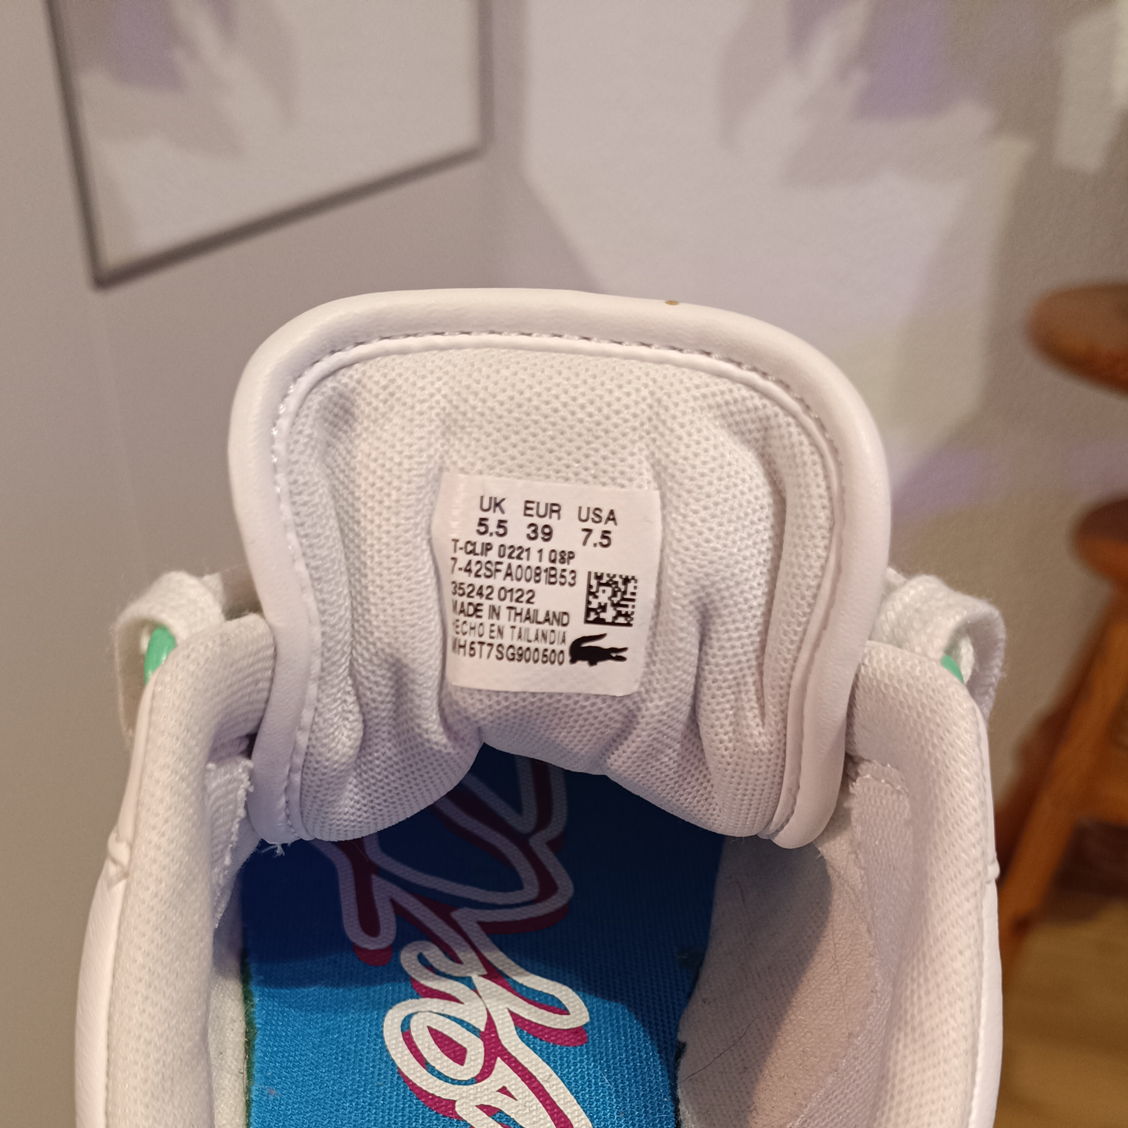 UK EUR USA
5.5 39 7.5
T-CLIP 0221 1 QSP
7-42SFA0081B53
35242 0122
MADE IN THAILAND
HECHO EN TAILANDIA
WH5T7SG900500